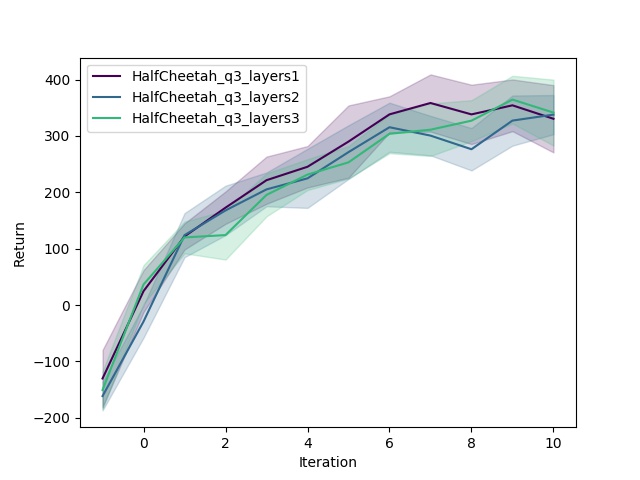 HalfCheetah_q3_layers1
HalfCheetah_q3_layers2
HalfCheetah_q3_layers3
400
300
200
100
0
−100
−200
Return
0 2 4 6 8 10
Iteration